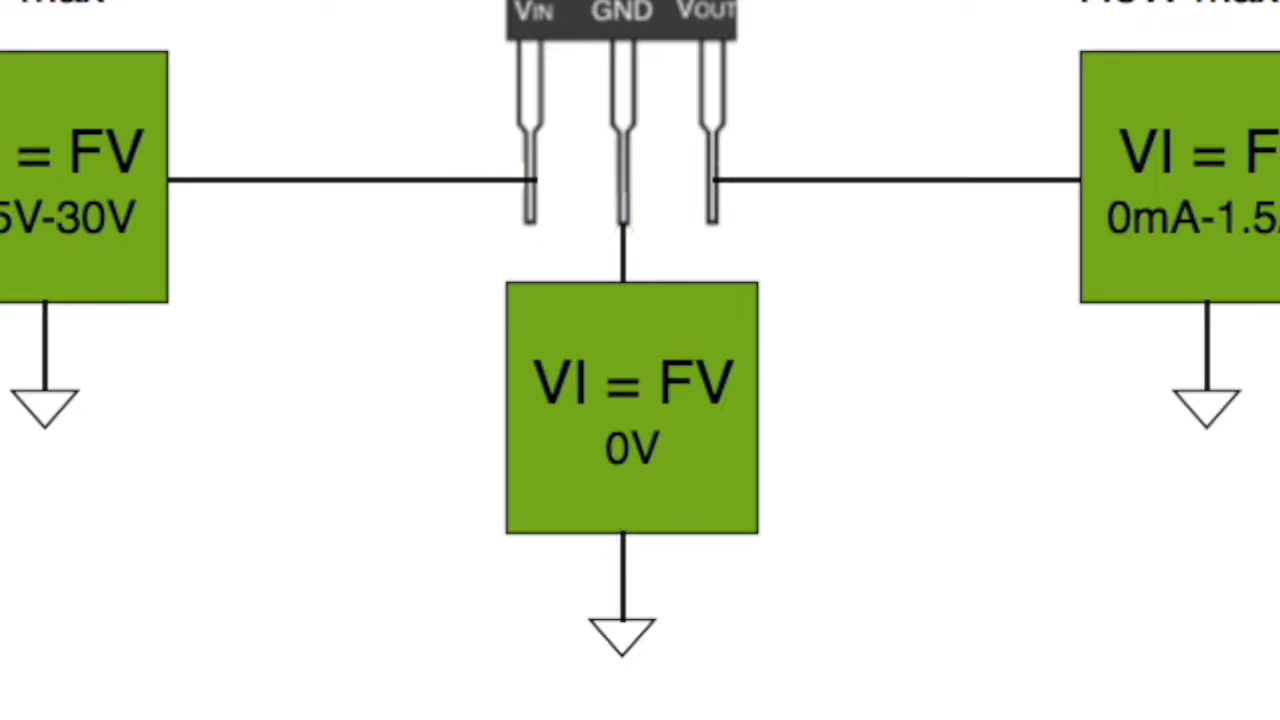 VIN GND VOUT
= FV
5V-30V
VI = F
0mA-1.5
VI = FV
0V